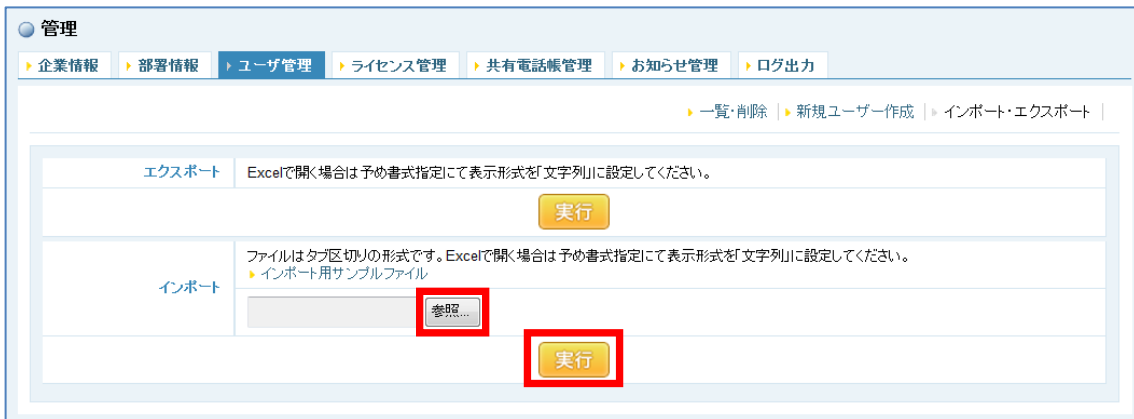 管理
企業情報 部署情報 ユーザ管理 ライセンス管理 共有電話帳管理 お知らせ管理 ログ出力
一覧・削除 | 新規ユーザー作成 | インポート・エクスポート |
エクスポート Excelで開く場合は予め書式指定にて表示形式を「文字列」に設定してください。
実行
ファイルはタブ区切りの形式です。Excelで開く場合は予め書式指定にて表示形式を「文字列」に設定してください。
インポート用サンプルファイル
インポート
参照...
実行